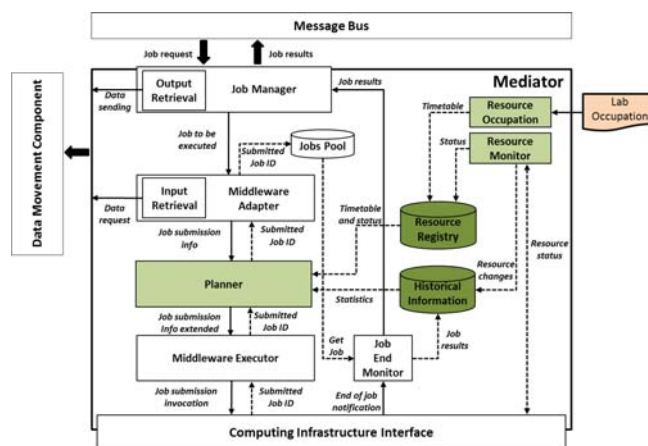 Message Bus
Job request
Job results
Mediator
Output
Retrieval
Job Manager
Job results
Data
sending
Timetable
Resource
Occupation
Lab
Occupation
Data Movement Component
Job to be
executed
Submitted
Job ID
Jobs Pool
Status
Resource
Monitor
Input
Retrieval
Middleware
Adapter
Data
request
Timetable
and status
Resource
Registry
Job submission
info
Submitted
Job ID
Resource
status
Resource
changes
Planner
Statistics
Historical
Information
Job submission
Info extended
Submitted
Job ID
Get
Job
Job
End
Monitor
Job
results
Middleware Executor
Job submission
invocation
Submitted
Job ID
End of job
notification
Computing Infrastructure Interface